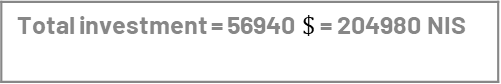 Total investment = 56940 $ = 204980 NIS